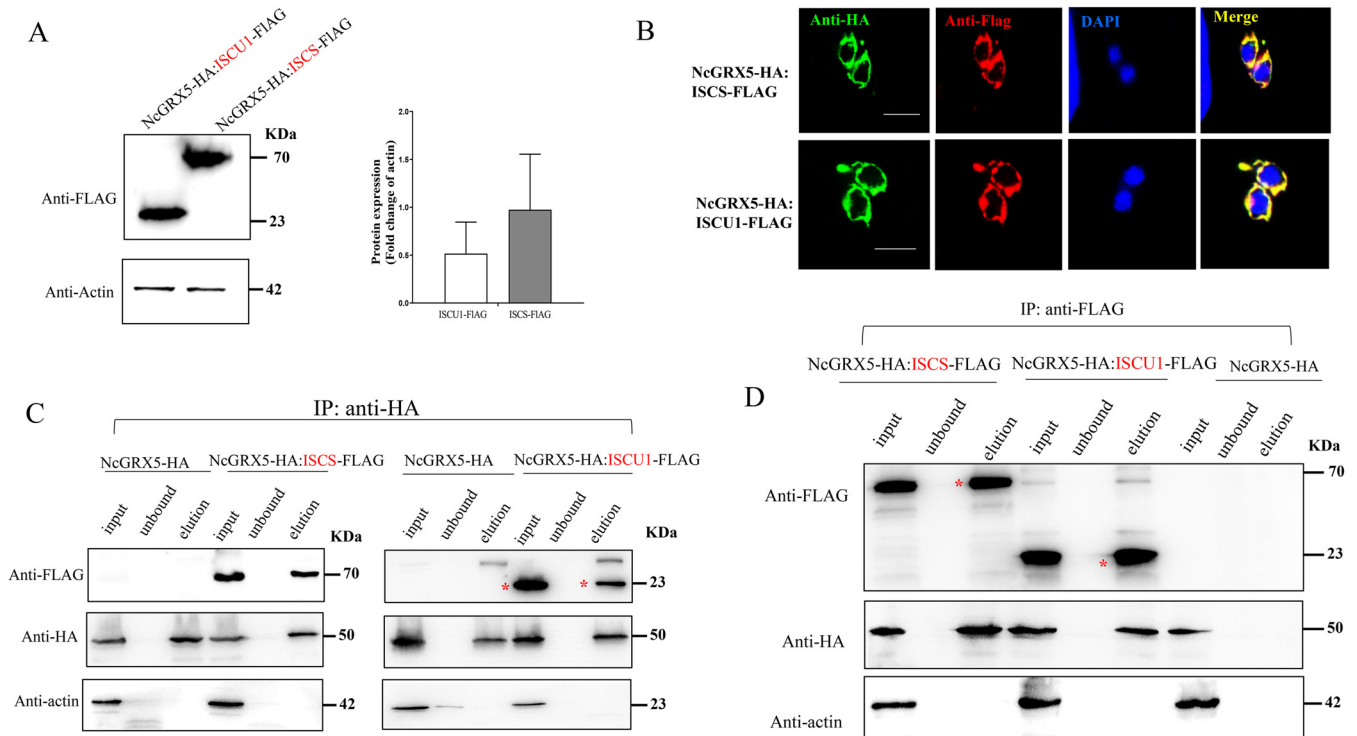 A
NcGRX5-HA:ISCU1-FlAG
NcGRX5-HA:ISCS-FlAG
KDa
Anti-FLAG
70
23
Anti-Actin
42
Protein expression
(Fold change of actin)
2.0
1.5
1.0
0.5
0.0
ISCU1-FlAG
ISCS-FlAG
B
Anti-HA
Anti-Flag
DAPI
Merge
NcGRX5-HA:
ISCS-FLAG
NcGRX5-HA:
ISCU1-FLAG
C
IP: anti-HA
NcGRX5-HA
NcGRX5-HA:ISCS-FLAG
NcGRX5-HA
NcGRX5-HA:ISCU1-FLAG
input
unbound
elution
input
unbound
elution
KDa
input
unbound
elution
input
unbound
elution
KDa
Anti-FLAG
70
*
*
23
Anti-HA
50
50
Anti-actin
42
23
D
IP: anti-FLAG
NcGRX5-HA:ISCS-FLAG
NcGRX5-HA:ISCU1-FLAG
NcGRX5-HA
input
unbound
elution
input
unbound
elution
input
unbound
elution
KDa
Anti-FLAG
*
70
*
23
Anti-HA
50
Anti-actin
42